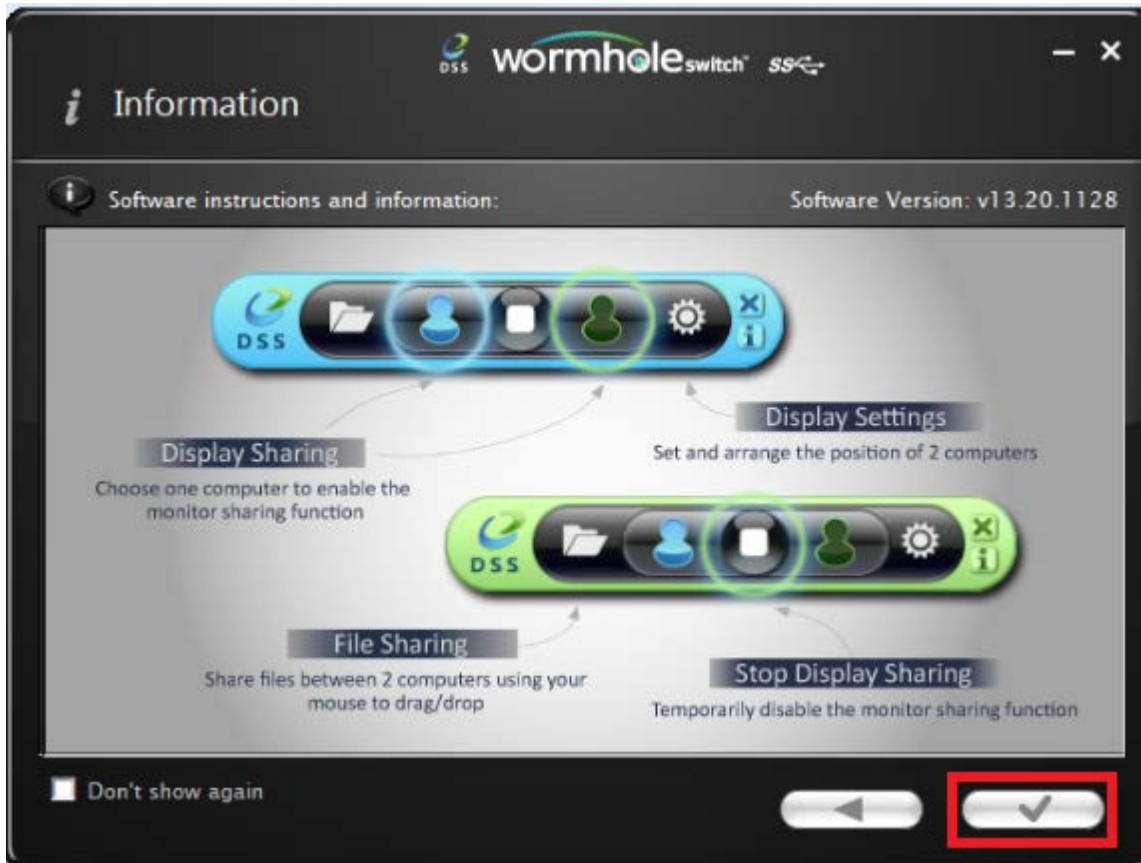 DSS wormhole switch™ SS
i Information
Software instructions and information:
Software Version: v13.20.1128
DSS
Display Settings
Set and arrange the position of 2 computers
Display Sharing
Choose one computer to enable the
monitor sharing function
DSS
File Sharing
Share files between 2 computers using your
mouse to drag/drop
Stop Display Sharing
Temporarily disable the monitor sharing function
Don't show again